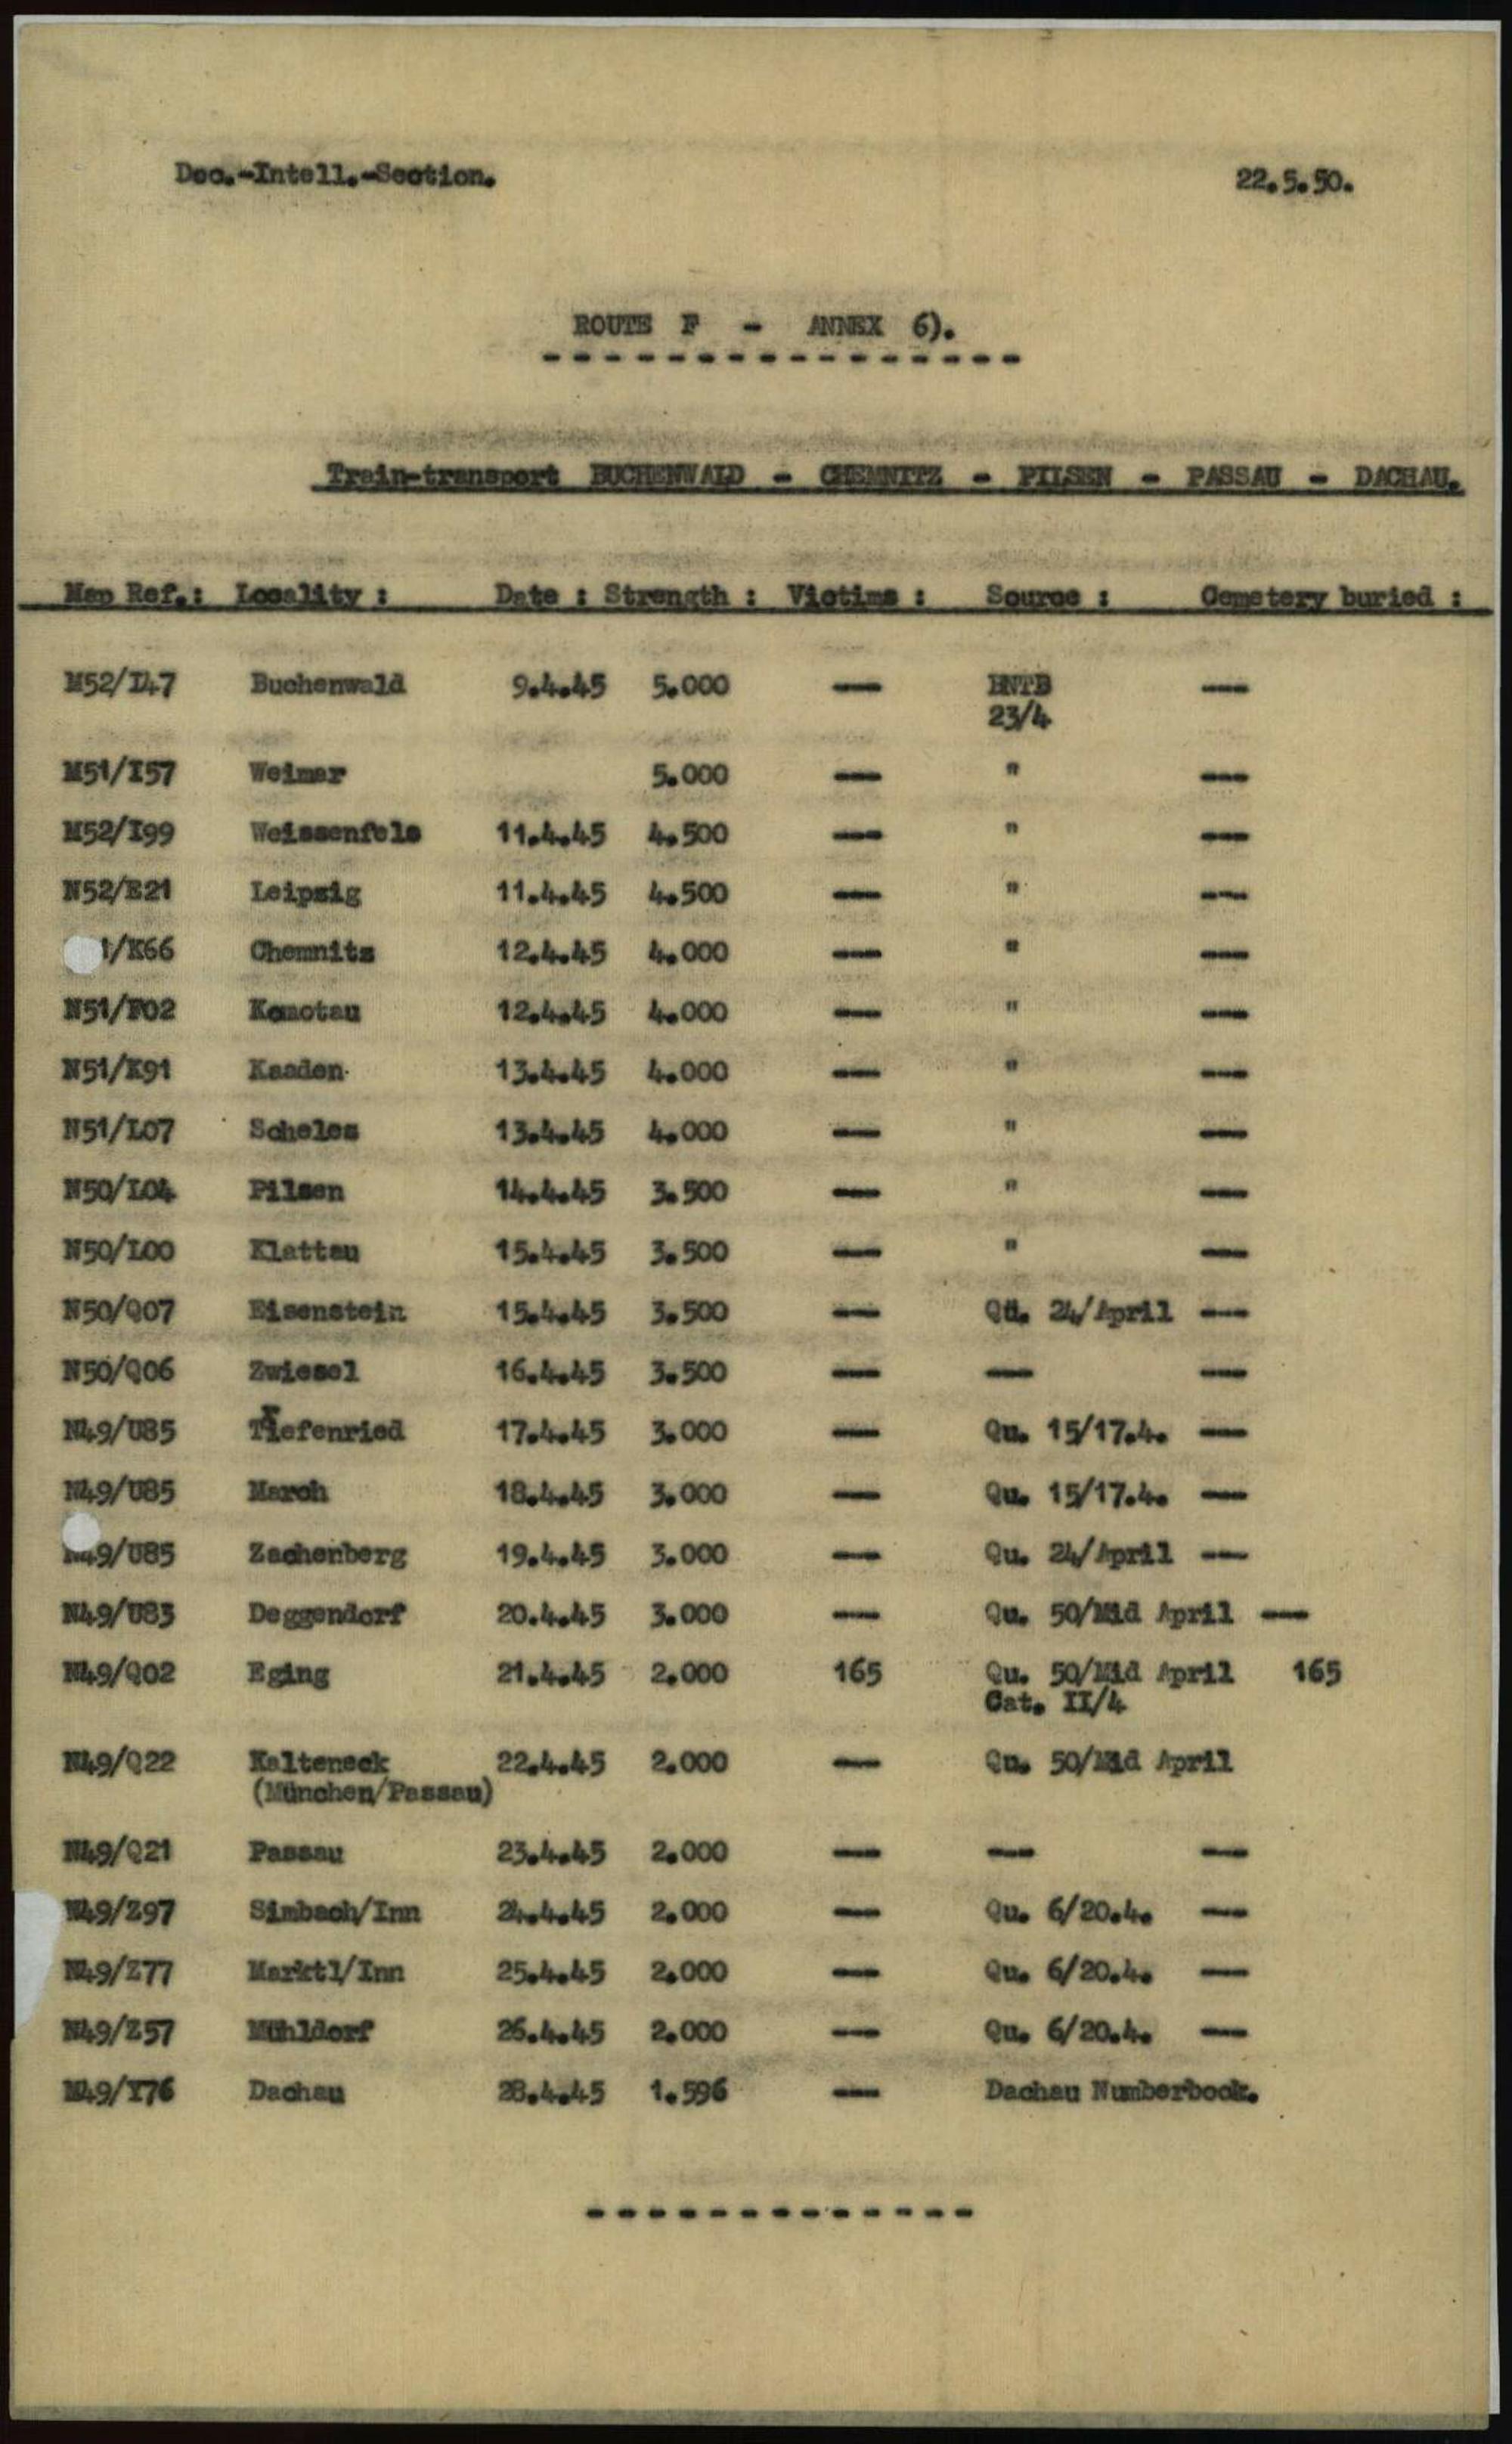 Doc.-Intell.-Section. 22.5.50.
ROUTE F - ANNEX 6).
- - - - - - - - - - - - - - - -
Train-transport BUCHENWALD - CHEMNITZ - PILSEN - PASSAU - DACHAU.
Map Ref.: Locality : Date : Strength : Victims : Source : Cemetery buried :
M52/I47 Buchenwald 9.4.45 5.000 — —
23/4
M51/I57 Weimar 5.000 — " —
M52/I99 Weissenfels 11.4.45 4.500 — " —
N52/E21 Leipzig 11.4.45 4.500 — " —
1/K66 Chemnitz 12.4.45 4.000 — " —
N51/F02 Komotau 12.4.45 4.000 — " —
N51/K91 Kaaden 13.4.45 4.000 — " —
N51/L07 Scheles 13.4.45 4.000 — " —
N50/L04 Pilsen 14.4.45 3.500 — " —
N50/L00 Klattau 15.4.45 3.500 — " —
N50/Q07 Eisenstein 15.4.45 3.500 — Qu. 24/April —
N50/Q06 Zwiesel 16.4.45 3.500 — — —
N49/U85 Tiefenried 17.4.45 3.000 — Qu. 15/17.4. —
N49/U85 March 18.4.45 3.000 — Qu. 15/17.4. —
N49/U85 Zachenberg 19.4.45 3.000 — Qu. 24/April —
N49/U83 Deggendorf 20.4.45 3.000 — Qu. 50/Mid April —
N49/Q02 Eging 21.4.45 2.000 165 Qu. 50/Mid April 165
Cat. II/4
N49/Q22 Kalteneck 22.4.45 2.000 — Qu. 50/Mid April
(München/Passau)
N49/Q21 Passau 23.4.45 2.000 — — —
N49/Z97 Simbach/Inn 24.4.45 2.000 — Qu. 6/20.4. —
N49/Z77 Marktl/Inn 25.4.45 2.000 — Qu. 6/20.4. —
N49/Z57 Mühldorf 26.4.45 2.000 — Qu. 6/20.4. —
N49/Y76 Dachau 28.4.45 1.596 — Dachau Numberbook.
- - - - - - - - - - - - -